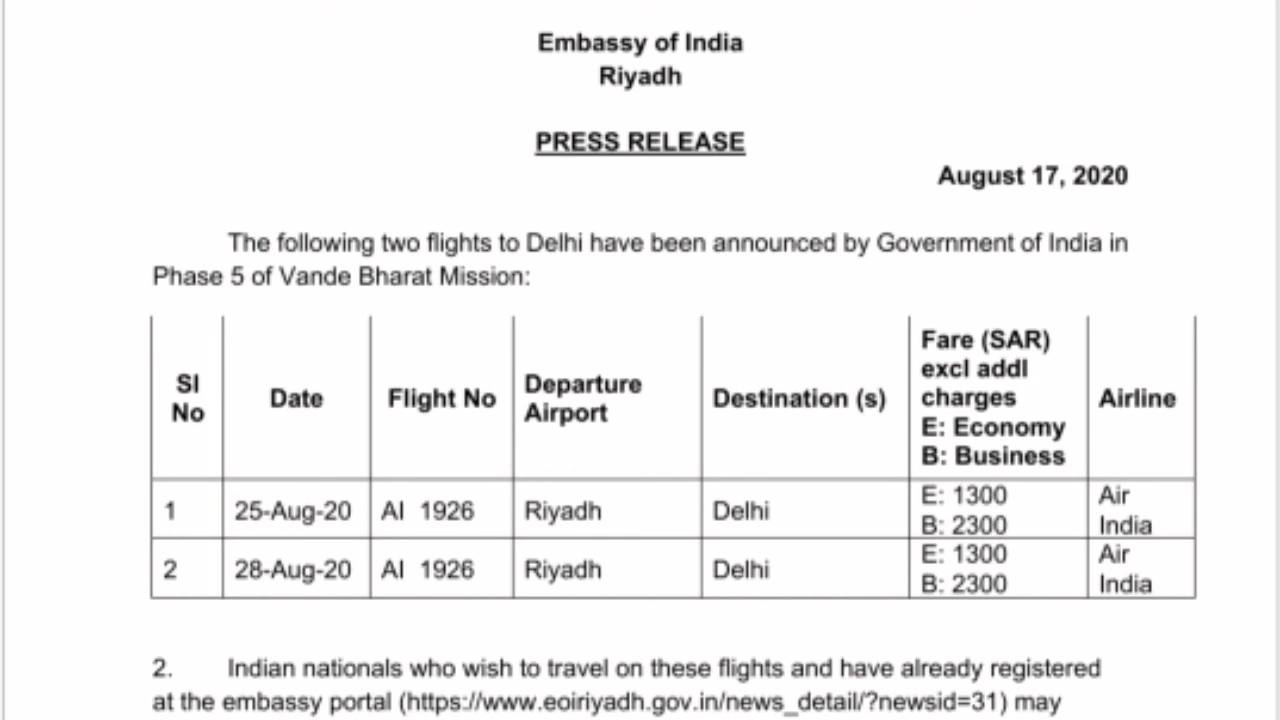 Embassy of India
Riyadh
PRESS RELEASE
August 17, 2020
The following two flights to Delhi have been announced by Government of India in
Phase 5 of Vande Bharat Mission:
Sl No | Date | Flight No | Departure Airport | Destination (s) | Fare (SAR) excl addl charges E: Economy B: Business | Airline
1 | 25-Aug-20 | AI 1926 | Riyadh | Delhi | E: 1300 B: 2300 | Air India
2 | 28-Aug-20 | AI 1926 | Riyadh | Delhi | E: 1300 B: 2300 | Air India
2. Indian nationals who wish to travel on these flights and have already registered
at the embassy portal (https://www.eoiriyadh.gov.in/news_detail/?newsid=31) may